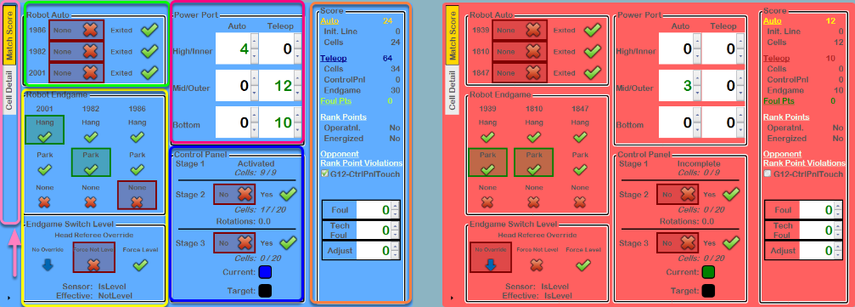 Match Score
Cell Detail
Robot Auto
1986 None Exited
1982 None Exited
2001 None Exited
Robot Endgame
2001 1982 1986
Hang Hang Hang
Park Park Park
None None None
Endgame Switch Level
Head Referee Override
No Override Force Not Level Force Level
Sensor: IsLevel
Effective: NotLevel
Power Port
Auto Teleop
High/Inner 4 0
Mid/Outer 0 12
Bottom 0 10
Control Panel
Stage 1 Activated
Cells: 9 / 9
Stage 2 No Yes
Cells: 17 / 20
Rotations: 0.0
Stage 3 No Yes
Cells: 0 / 20
Current:
Target:
Score
Auto 24
Init. Line 0
Cells 24
Teleop 64
Cells 34
ControlPnl 0
Endgame 30
Foul Pts 0
Rank Points
Operatnl. No
Energized No
Opponent
Rank Point Violations
G12-CtrlPnlTouch
Foul 0
Tech Foul 0
Adjust 0
Match Score
Cell Detail
Robot Auto
1939 None Exited
1810 None Exited
1847 None Exited
Robot Endgame
1939 1810 1847
Hang Hang Hang
Park Park Park
None None None
Endgame Switch Level
Head Referee Override
No Override Force Not Level Force Level
Sensor: IsLevel
Effective: IsLevel
Power Port
Auto Teleop
High/Inner 0 0
Mid/Outer 3 0
Bottom 0 0
Control Panel
Stage 1 Incomplete
Cells: 3 / 9
Stage 2 No Yes
Cells: 0 / 20
Rotations: 0.0
Stage 3 No Yes
Cells: 0 / 20
Current:
Target:
Score
Auto 12
Init. Line 0
Cells 12
Teleop 10
Cells 0
ControlPnl 0
Endgame 10
Foul Pts 0
Rank Points
Operatnl. No
Energized No
Opponent
Rank Point Violations
G12-CtrlPnlTouch
Foul 0
Tech Foul 0
Adjust 0